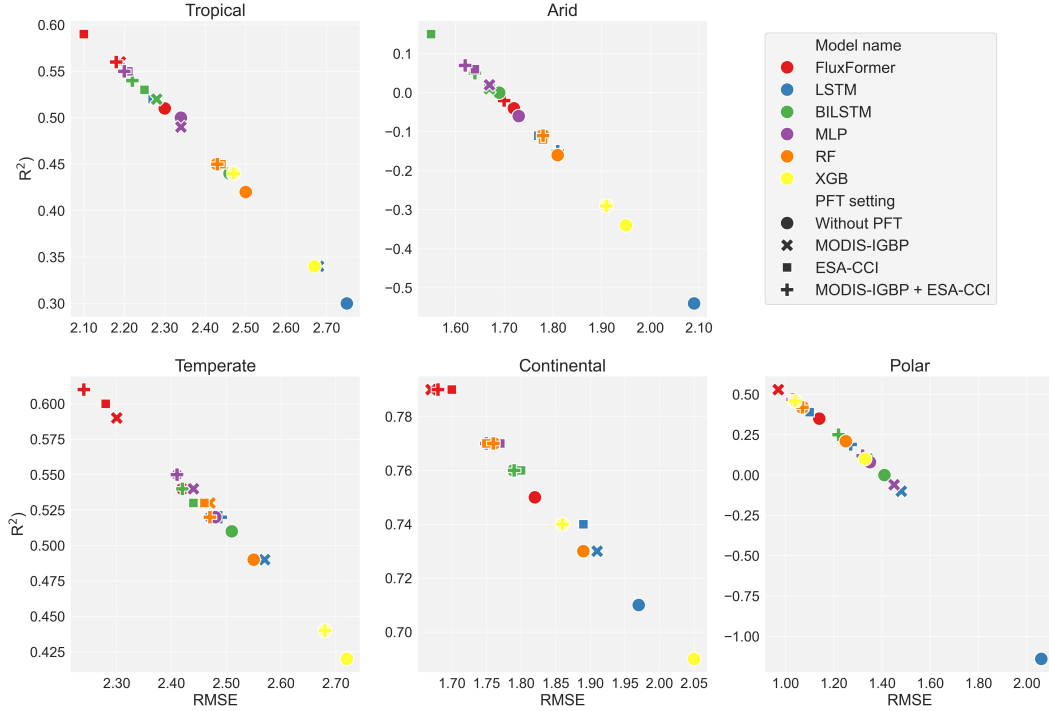 Tropical
R²)
0.60
0.55
0.50
0.45
0.40
0.35
0.30
2.10 2.20 2.30 2.40 2.50 2.60 2.70
Arid
0.1
0.0
−0.1
−0.2
−0.3
−0.4
−0.5
1.60 1.70 1.80 1.90 2.00 2.10
Model name
FluxFormer
LSTM
BILSTM
MLP
RF
XGB
PFT setting
Without PFT
MODIS-IGBP
ESA-CCI
MODIS-IGBP + ESA-CCI
Temperate
R²)
0.600
0.575
0.550
0.525
0.500
0.475
0.450
0.425
2.30 2.40 2.50 2.60 2.70
RMSE
Continental
0.78
0.76
0.74
0.72
0.70
1.70 1.75 1.80 1.85 1.90 1.95 2.00 2.05
RMSE
Polar
0.50
0.25
0.00
−0.25
−0.50
−0.75
−1.00
1.00 1.20 1.40 1.60 1.80 2.00
RMSE